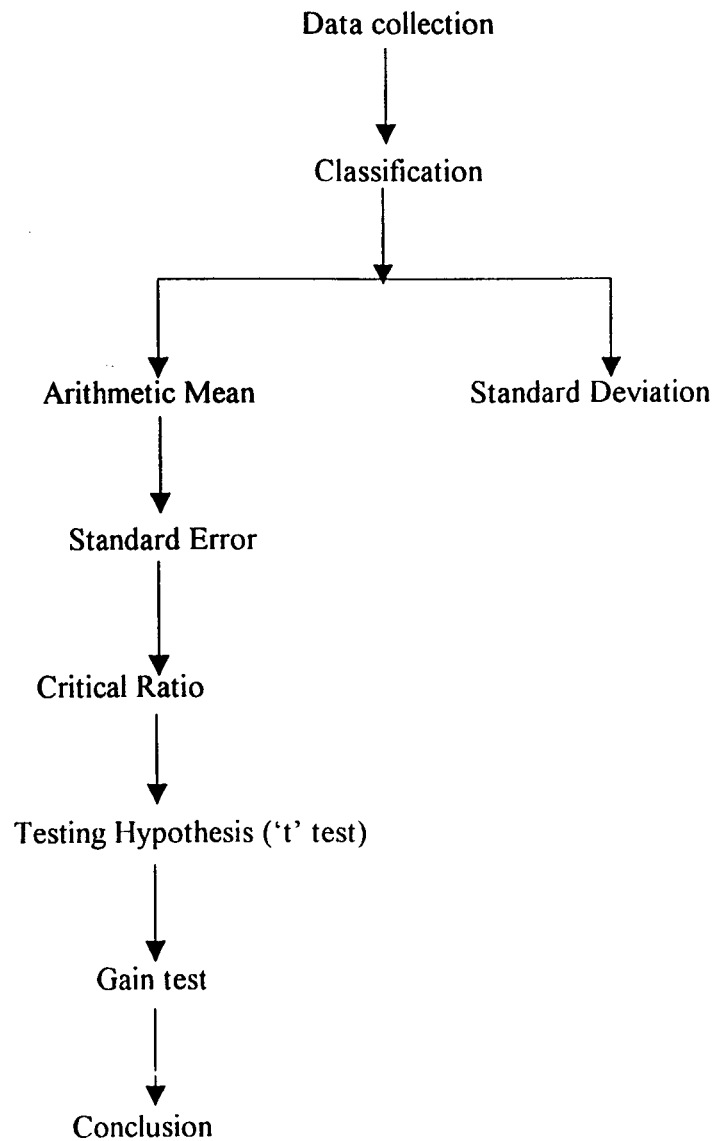 Data collection
Classification
Arithmetic Mean
Standard Deviation
Standard Error
Critical Ratio
Testing Hypothesis (‘t’ test)
Gain test
Conclusion